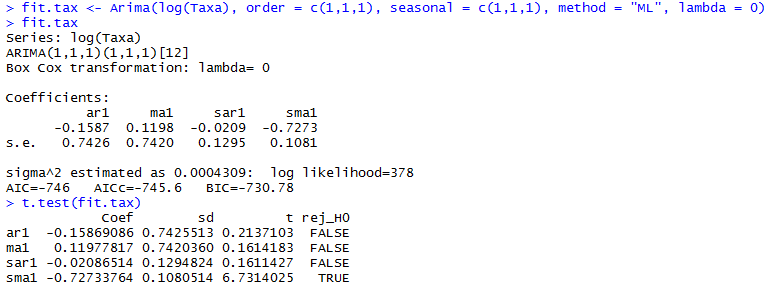 > fit.tax <- Arima(log(Taxa), order = c(1,1,1), seasonal = c(1,1,1), method = "ML", lambda = 0)
> fit.tax
Series: log(Taxa)
ARIMA(1,1,1)(1,1,1)[12]
Box Cox transformation: lambda= 0
Coefficients:
ar1 ma1 sar1 sma1
-0.1587 0.1198 -0.0209 -0.7273
s.e. 0.7426 0.7420 0.1295 0.1081
sigma^2 estimated as 0.0004309: log likelihood=378
AIC=-746 AICc=-745.6 BIC=-730.78
> t.test(fit.tax)
Coef sd t rej_H0
ar1 -0.15869086 0.7425513 0.2137103 FALSE
ma1 0.11977817 0.7420360 0.1614183 FALSE
sar1 -0.02086514 0.1294824 0.1611427 FALSE
sma1 -0.72733764 0.1080514 6.7314025 TRUE